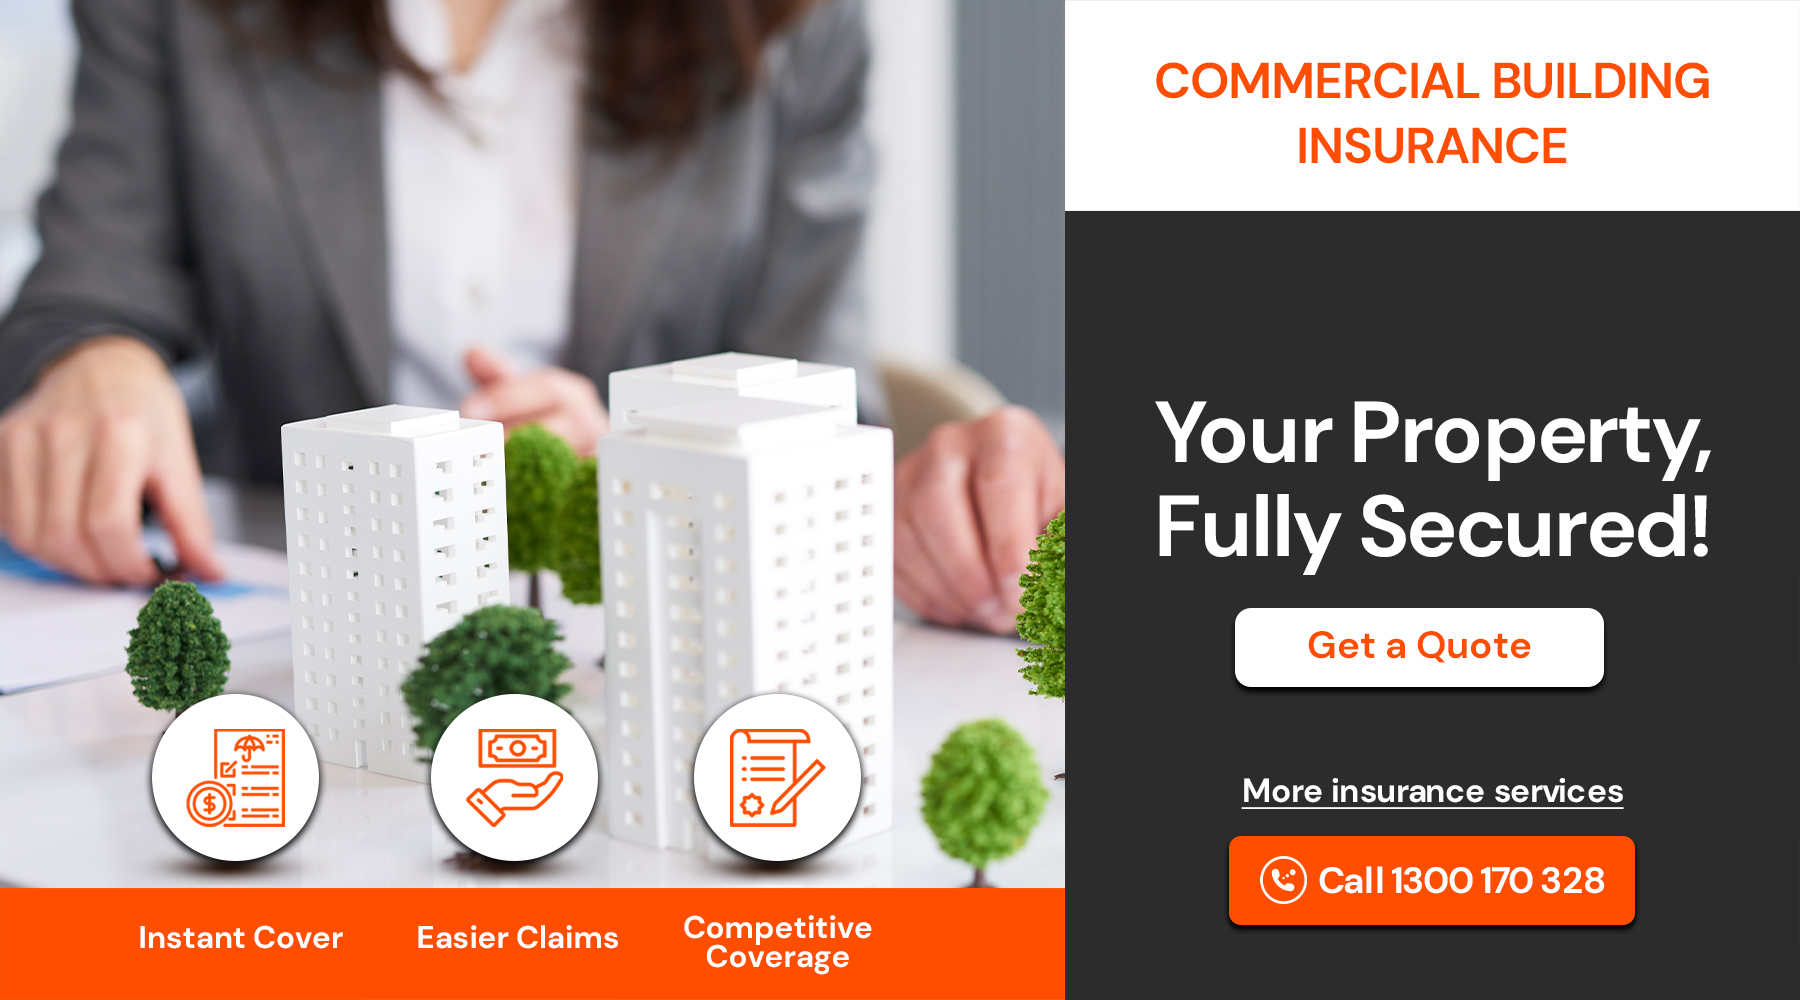 COMMERCIAL BUILDING
INSURANCE
Your Property,
Fully Secured!
Get a Quote
More insurance services
Call 1300 170 328
$
Instant Cover
Easier Claims
Competitive
Coverage